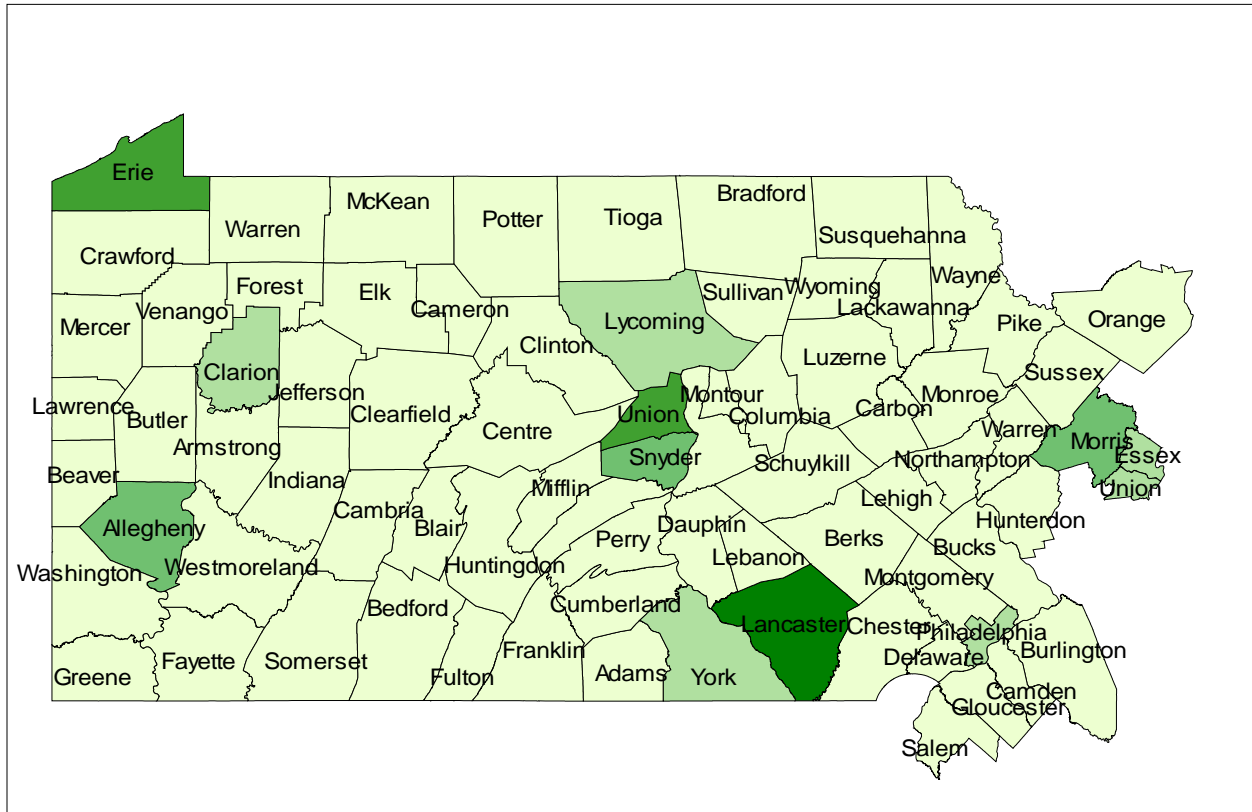 Erie
McKean
Bradford
Potter
Tioga
Warren
Susquehanna
Crawford
Wayne
Forest
Elk
Sullivan
Wyoming
Venango
Cameron
Lackawanna
Mercer
Lycoming
Pike
Orange
Clinton
Luzerne
Clarion
Sussex
Jefferson
Montour
Monroe
Lawrence
Butler
Clearfield
Union
Columbia
Carbon
Centre
Warren
Armstrong
Morris
Snyder
Essex
Schuylkill
Northampton
Beaver
Indiana
Mifflin
Union
Lehigh
Cambria
Hunterdon
Allegheny
Blair
Dauphin
Perry
Berks
Bucks
Lebanon
Washington
Westmoreland
Huntingdon
Montgomery
Bedford
Cumberland
Lancaster
Chester
Philadelphia
Franklin
Burlington
Fayette
Somerset
Delaware
Greene
Fulton
Adams
York
Camden
Gloucester
Salem